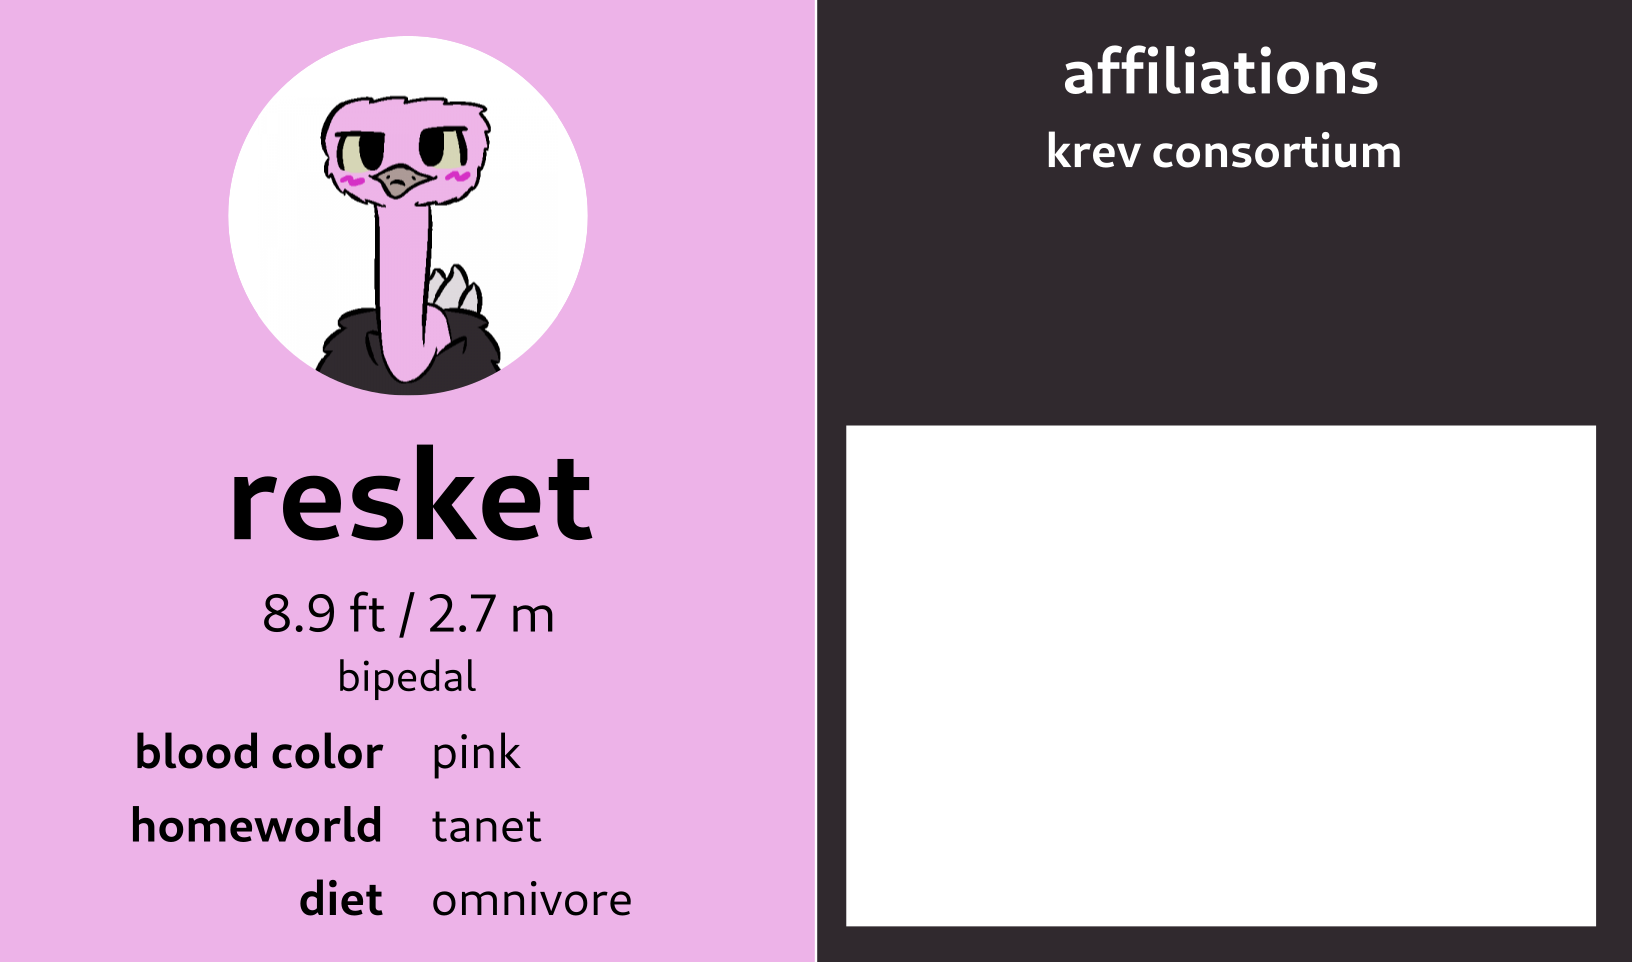 resket
8.9 ft / 2.7 m
bipedal
blood color pink
homeworld tanet
diet omnivore
affiliations
krev consortium